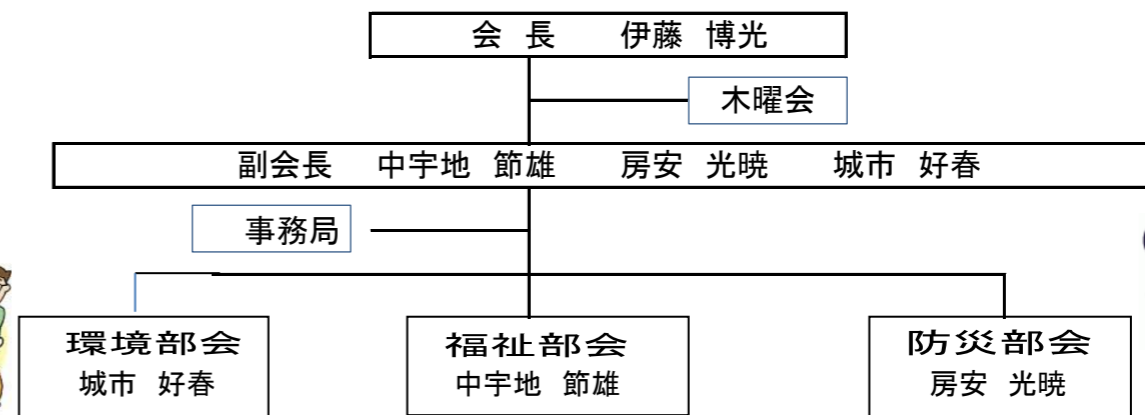 会 長 伊藤 博光
木曜会
副会長 中宇地 節雄 房安 光暁 城市 好春
事務局
環境部会 福祉部会 防災部会
城市 好春 中宇地 節雄 房安 光暁